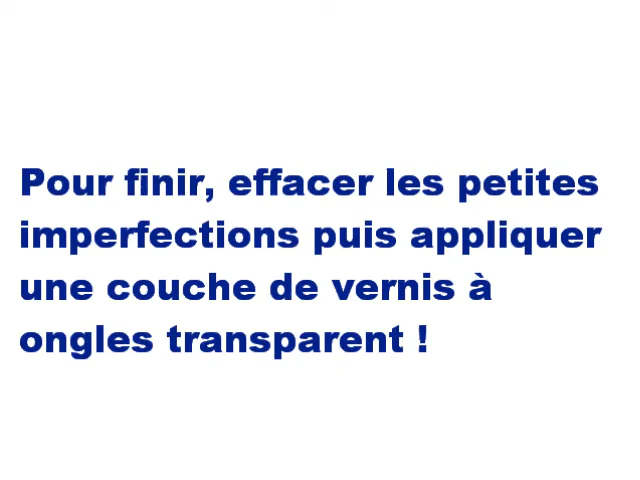 Pour finir, effacer les petites
imperfections puis appliquer
une couche de vernis à
ongles transparent !